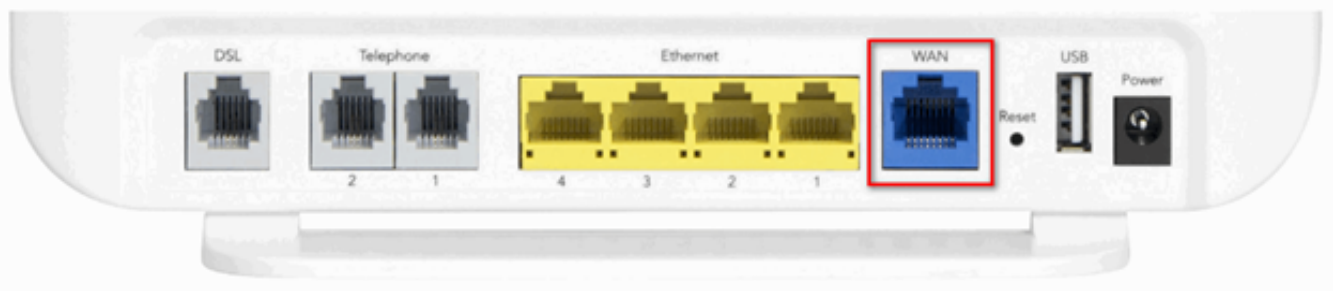 DSL Telephone Ethernet WAN USB
Power
Reset
2 1 4 3 2 1